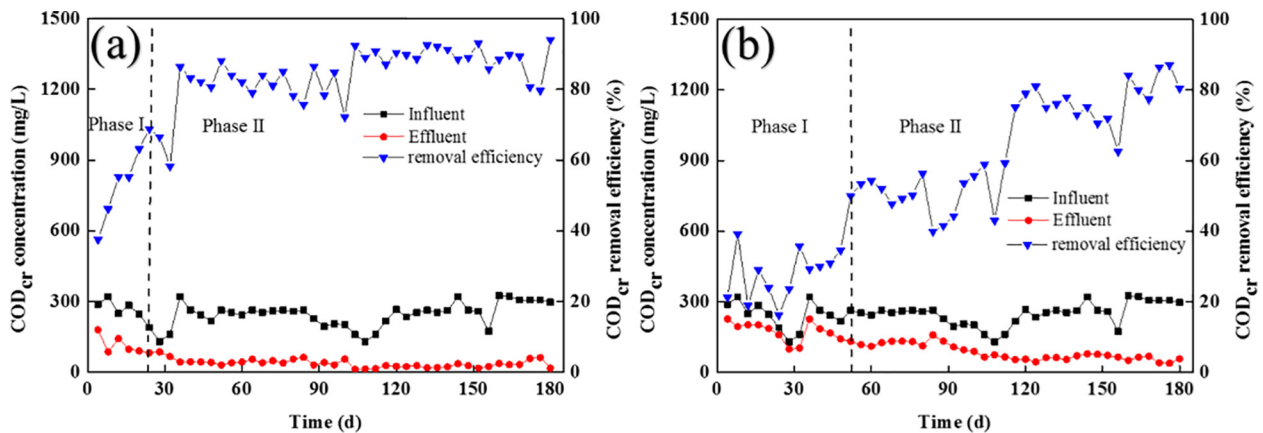 (a)
CODcr concentration (mg/L)
1500
1200
900
600
300
0
Phase I
Phase II
Influent
Effluent
removal efficiency
100
80
60
40
20
0
CODcr removal efficiency (%)
0
30
60
90
120
150
180
Time (d)
(b)
CODcr concentration (mg/L)
1500
1200
900
600
300
0
Phase I
Phase II
Influent
Effluent
removal efficiency
100
80
60
40
20
0
CODcr removal efficiency (%)
0
30
60
90
120
150
180
Time (d)